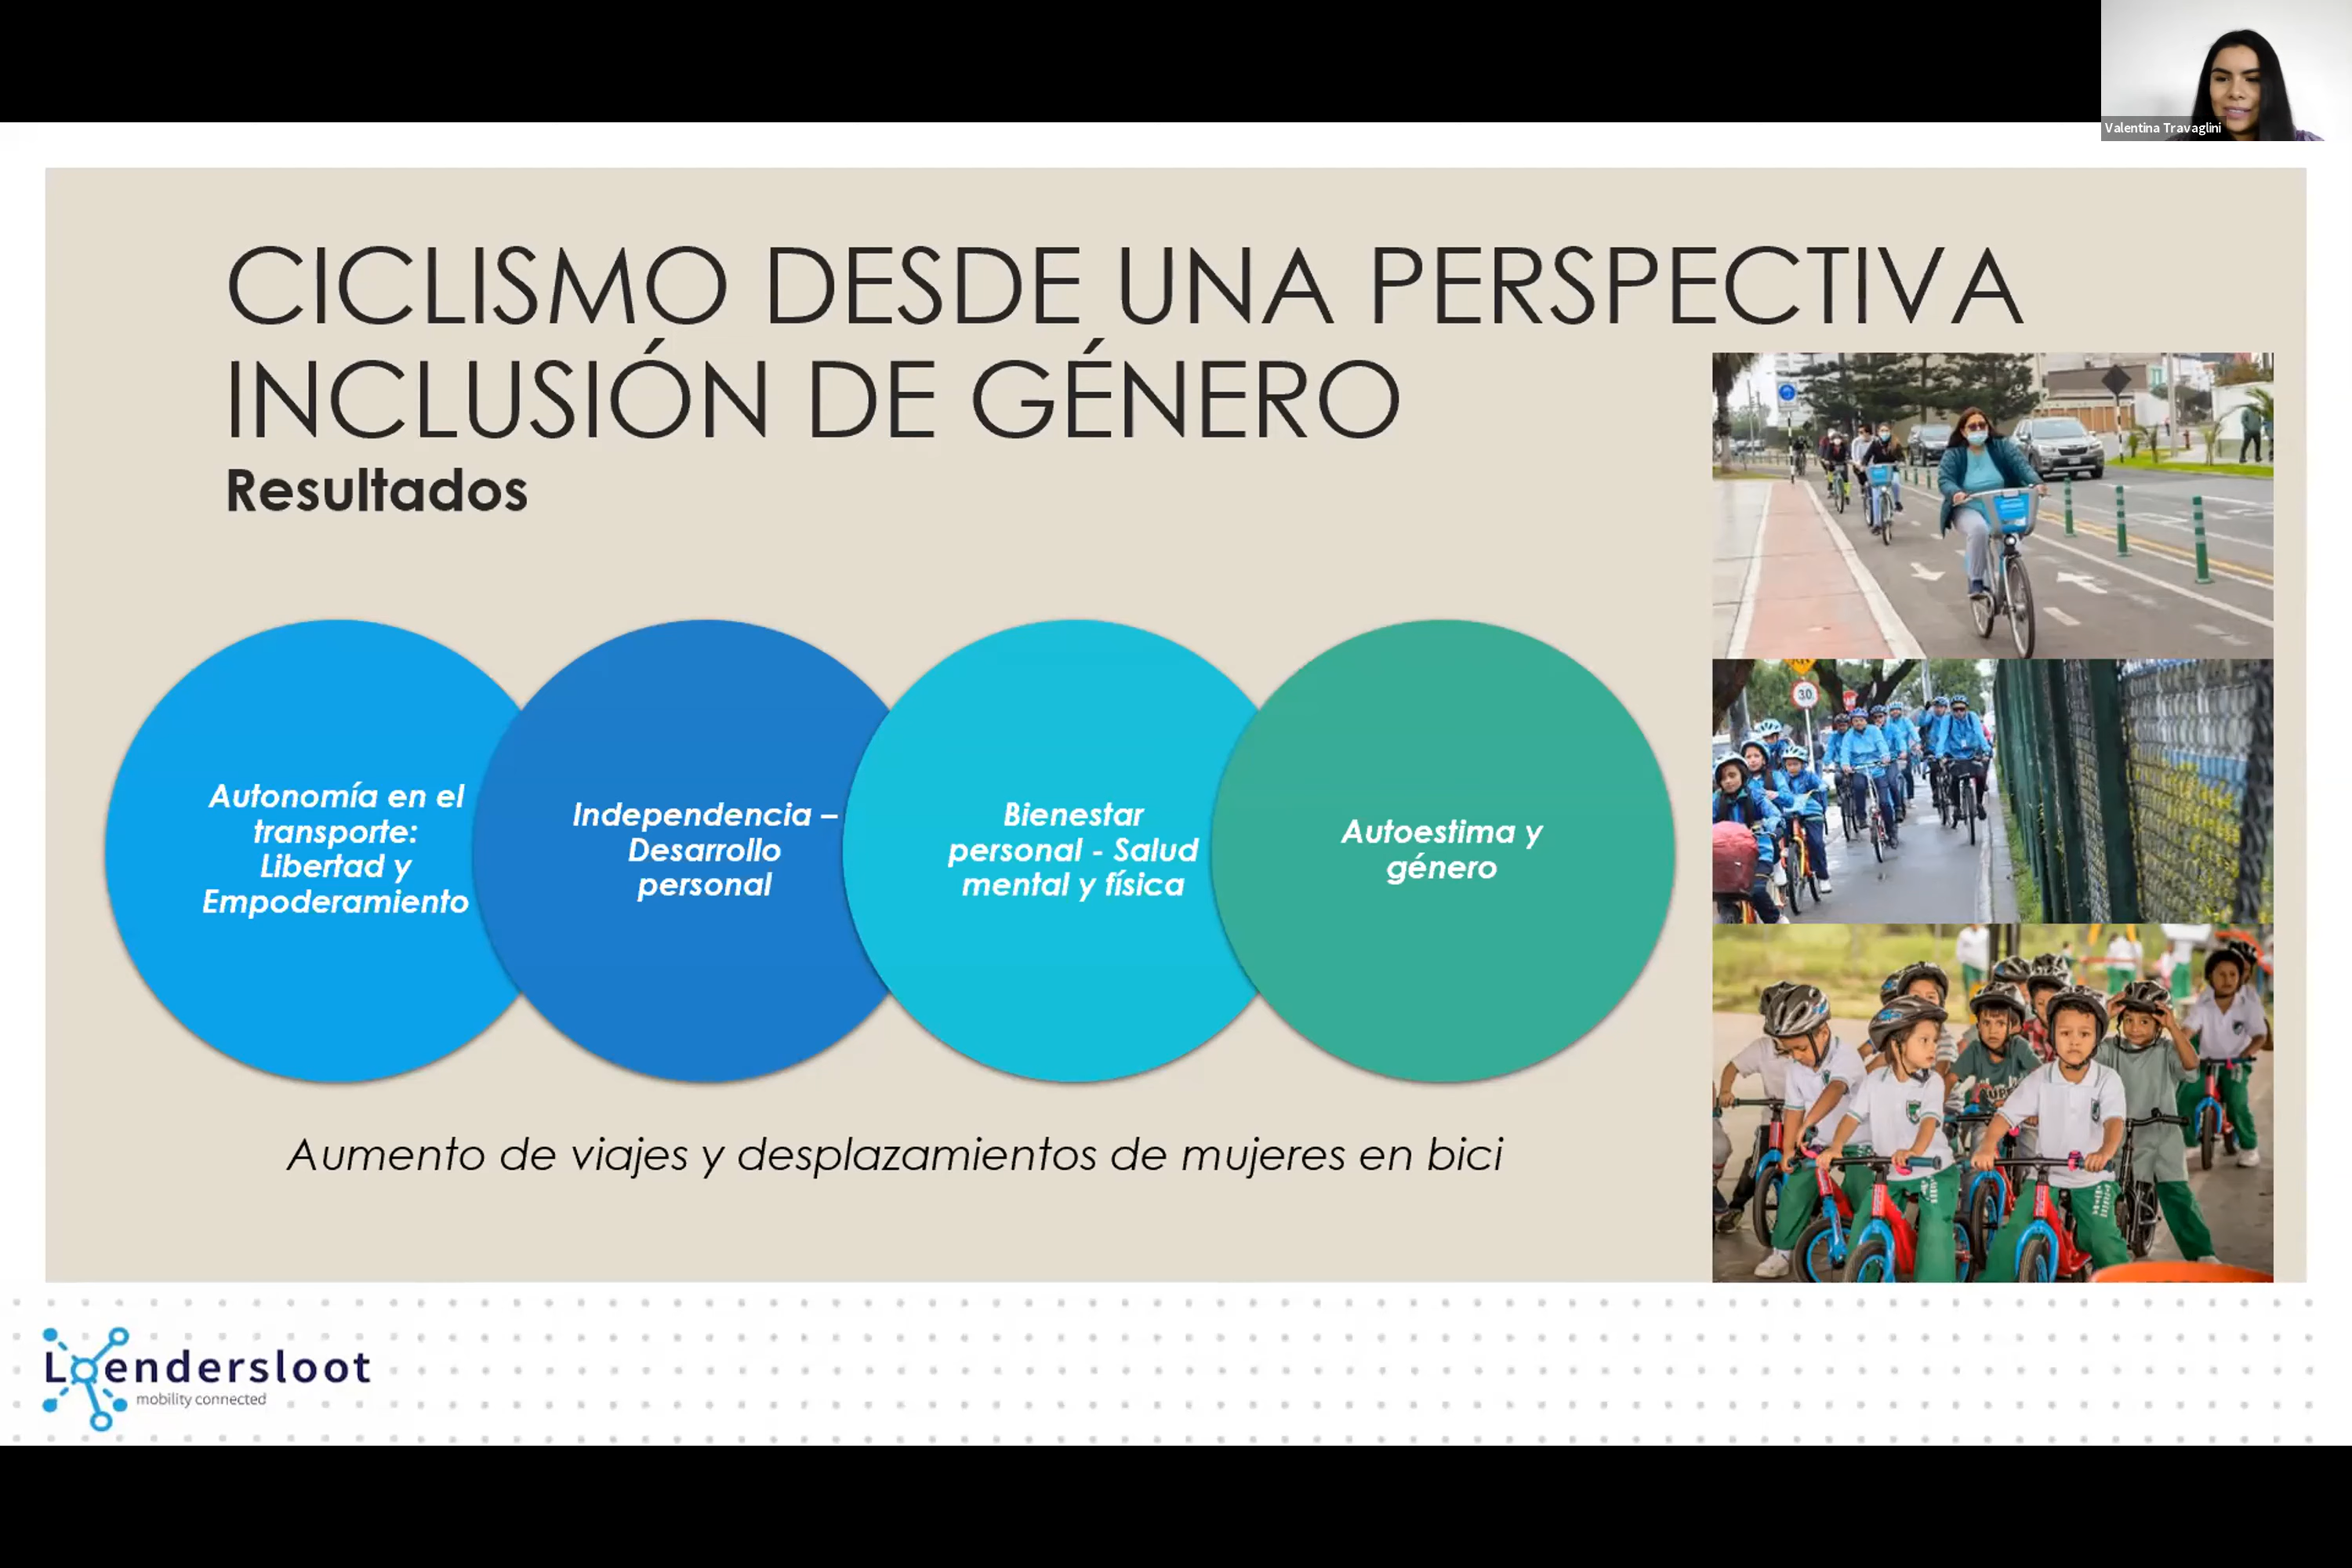 Valentina Travaglini
CICLISMO DESDE UNA PERSPECTIVA
INCLUSIÓN DE GÉNERO
Resultados
Autonomía en el
transporte:
Libertad y
Empoderamiento
Independencia –
Desarrollo
personal
Bienestar
personal - Salud
mental y física
Autoestima y
género
30
Aumento de viajes y desplazamientos de mujeres en bici
Loendersloot
mobility connected